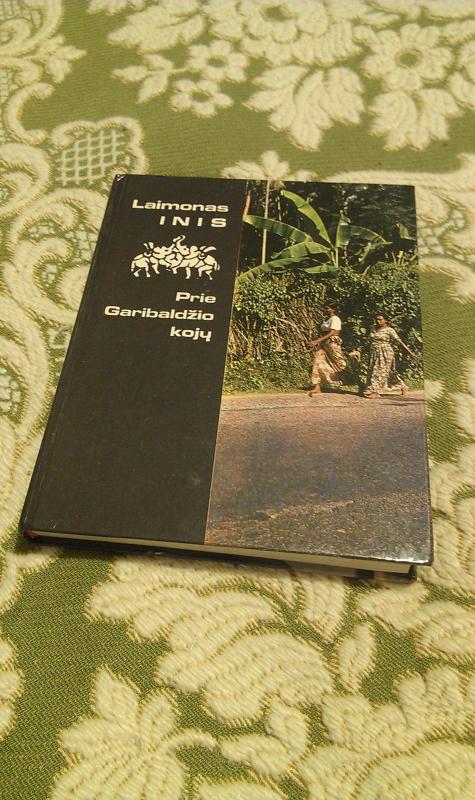 Laimonas
INIS
Prie
Garibaldžio
kojų